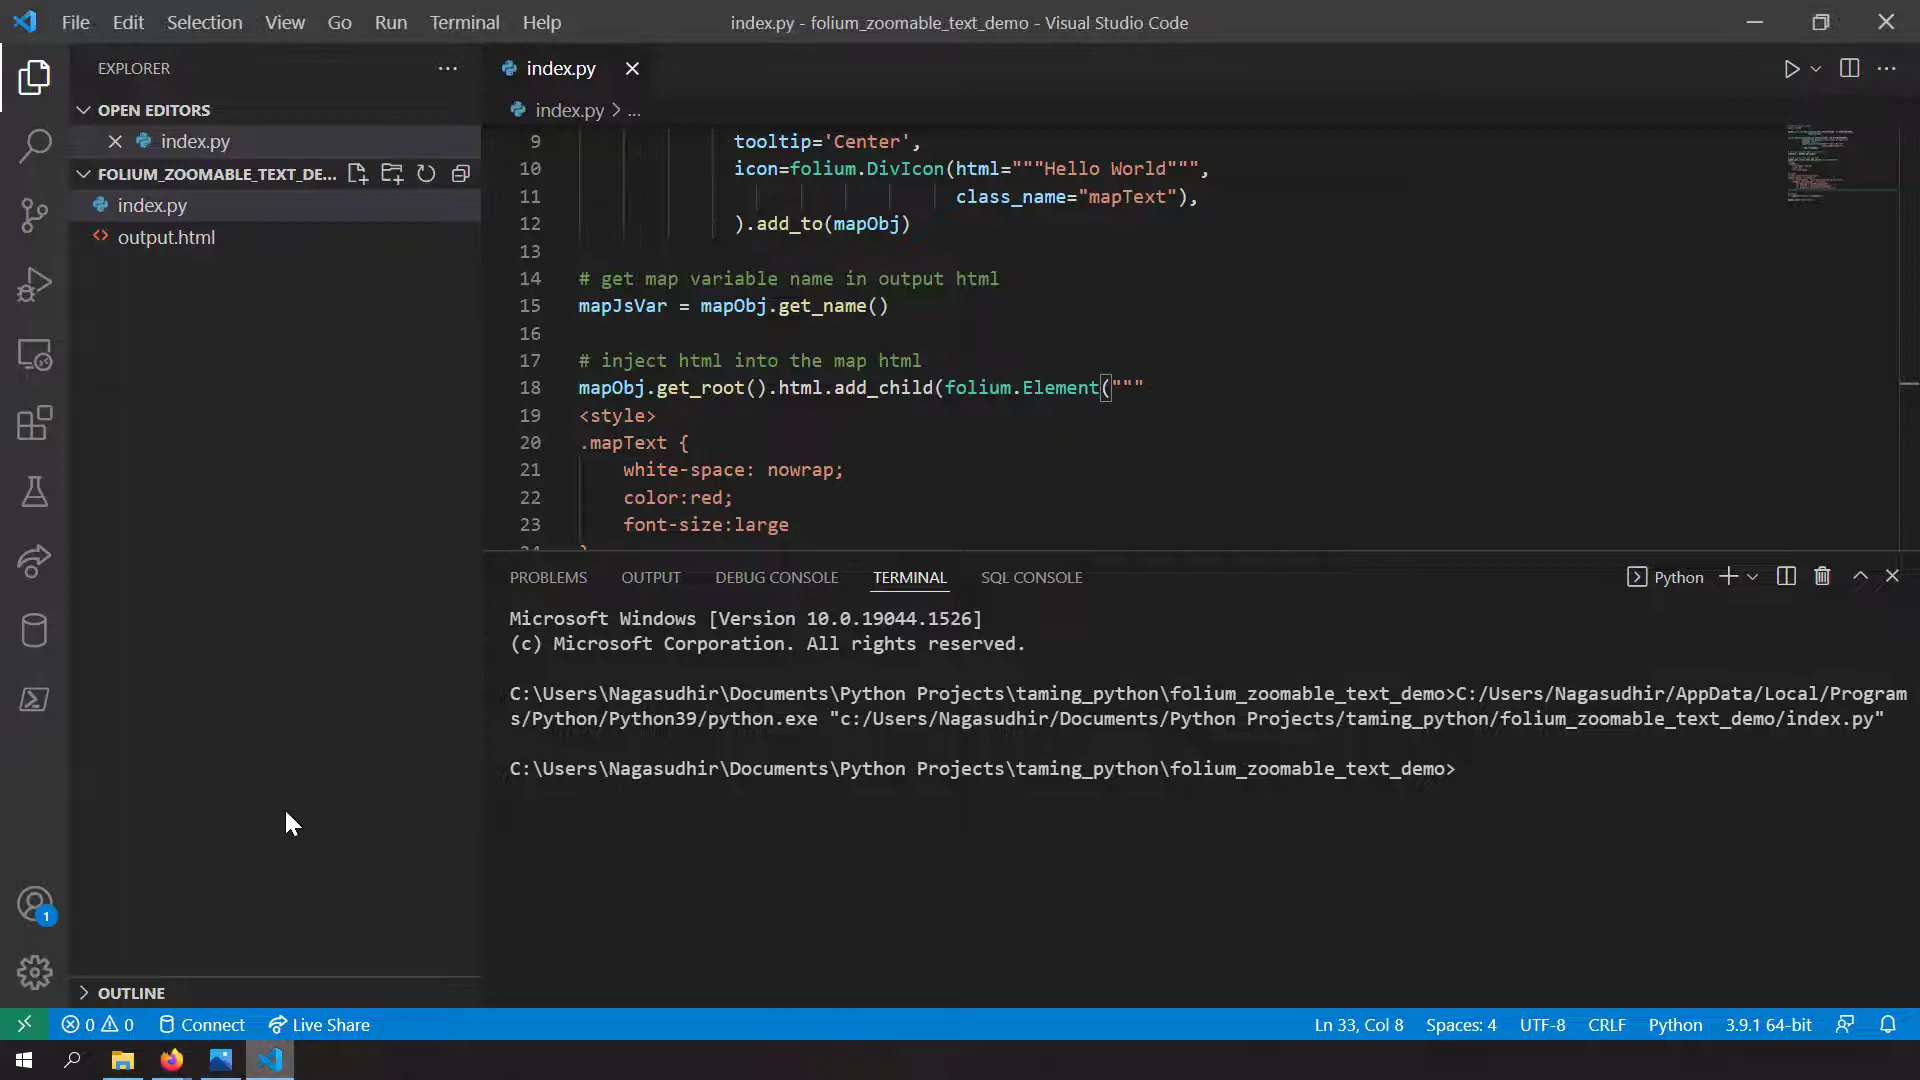 File Edit Selection View Go Run Terminal Help
index.py - folium_zoomable_text_demo - Visual Studio Code
EXPLORER
OPEN EDITORS
index.py
FOLIUM_ZOOMABLE_TEXT_DE...
index.py
output.html
OUTLINE
index.py
index.py > ...
9 tooltip='Center',
10 icon=folium.DivIcon(html="""Hello World""",
11 class_name="mapText"),
12 ).add_to(mapObj)
13
14 # get map variable name in output html
15 mapJsVar = mapObj.get_name()
16
17 # inject html into the map html
18 mapObj.get_root().html.add_child(folium.Element("""
19 <style>
20 .mapText {
21 white-space: nowrap;
22 color:red;
23 font-size:large
24 }
PROBLEMS OUTPUT DEBUG CONSOLE TERMINAL SQL CONSOLE
Python
Microsoft Windows [Version 10.0.19044.1526]
(c) Microsoft Corporation. All rights reserved.
C:\Users\Nagasudhir\Documents\Python Projects\taming_python\folium_zoomable_text_demo>C:/Users/Nagasudhir/AppData/Local/Program
s/Python/Python39/python.exe "c:/Users/Nagasudhir/Documents/Python Projects/taming_python/folium_zoomable_text_demo/index.py"
C:\Users\Nagasudhir\Documents\Python Projects\taming_python\folium_zoomable_text_demo>
1
0 0 Connect Live Share
Ln 33, Col 8 Spaces: 4 UTF-8 CRLF Python 3.9.1 64-bit